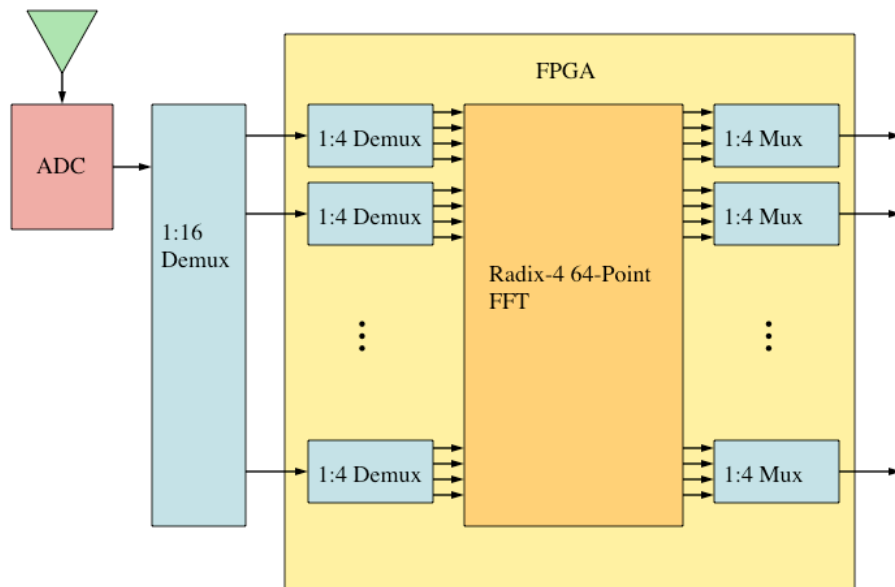 FPGA
ADC
1:16
Demux
1:4 Demux
1:4 Demux
1:4 Demux
Radix-4 64-Point
FFT
1:4 Mux
1:4 Mux
1:4 Mux